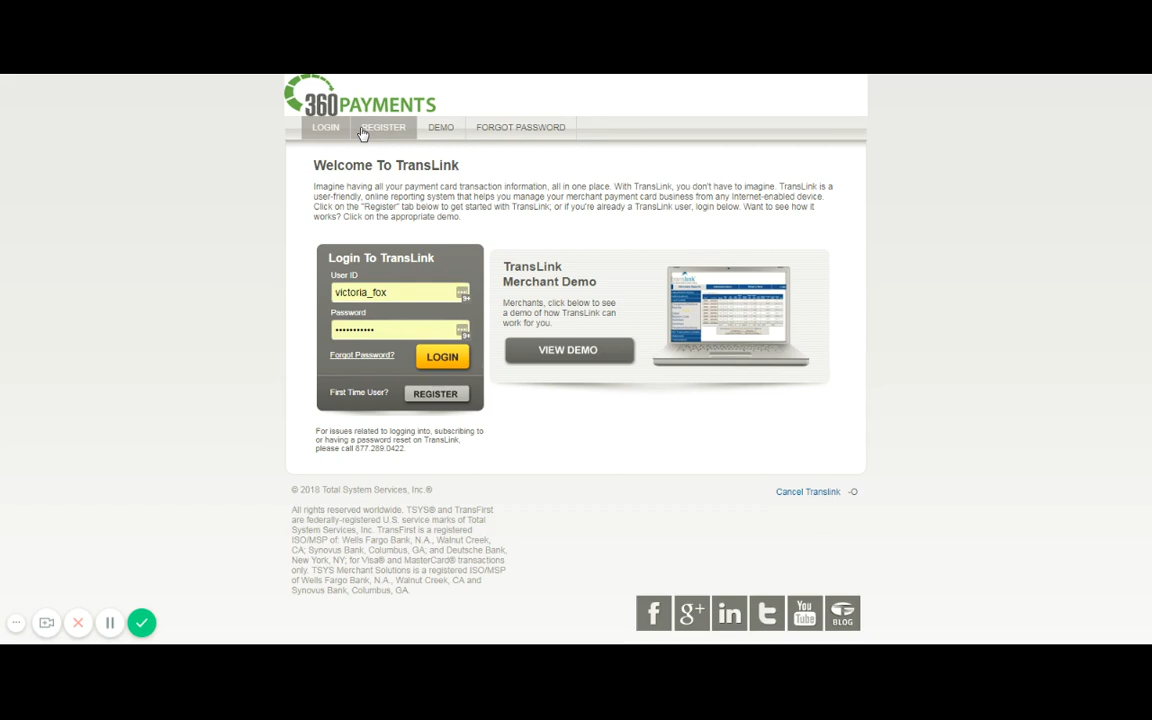 360PAYMENTS
LOGIN REGISTER DEMO FORGOT PASSWORD
Welcome To TransLink
Imagine having all your payment card transaction information, all in one place. With TransLink, you don't have to imagine. TransLink is a
user-friendly, online reporting system that helps you manage your merchant payment card business from any Internet-enabled device.
Click on the "Register" tab below to get started with TransLink; or if you're already a TransLink user, login below. Want to see how it
works? Click on the appropriate demo.
Login To TransLink
User ID
victoria_fox
9+
Password
•••••••••••
9+
Forgot Password?
LOGIN
First Time User?
REGISTER
TransLink
Merchant Demo
Merchants, click below to see
a demo of how TransLink can
work for you.
VIEW DEMO
translink
For issues related to logging into, subscribing to
or having a password reset on TransLink,
please call 877.289.0422.
© 2018 Total System Services, Inc.®
Cancel Translink -O
All rights reserved worldwide. TSYS® and TransFirst
are federally-registered U.S. service marks of Total
System Services, Inc. TransFirst is a registered
ISO/MSP of: Wells Fargo Bank, N.A., Walnut Creek,
CA; Synovus Bank, Columbus, GA; and Deutsche Bank,
New York, NY; for Visa® and MasterCard® transactions
only. TSYS Merchant Solutions is a registered ISO/MSP
of Wells Fargo Bank, N.A., Walnut Creek, CA and
Synovus Bank, Columbus, GA.
f g+ in t You Tube BLOG